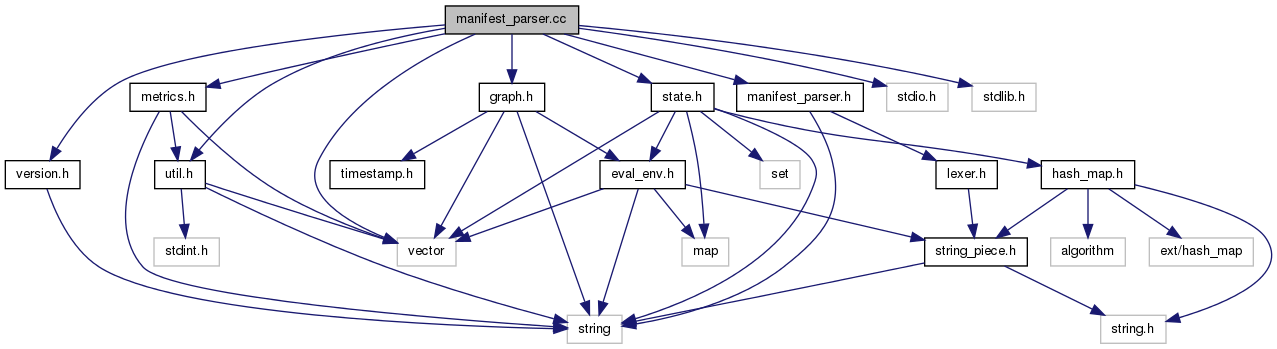 manifest_parser.cc
metrics.h
graph.h
state.h
manifest_parser.h
stdio.h
stdlib.h
version.h
util.h
timestamp.h
eval_env.h
set
lexer.h
hash_map.h
stdint.h
vector
map
string_piece.h
algorithm
ext/hash_map
string
string.h